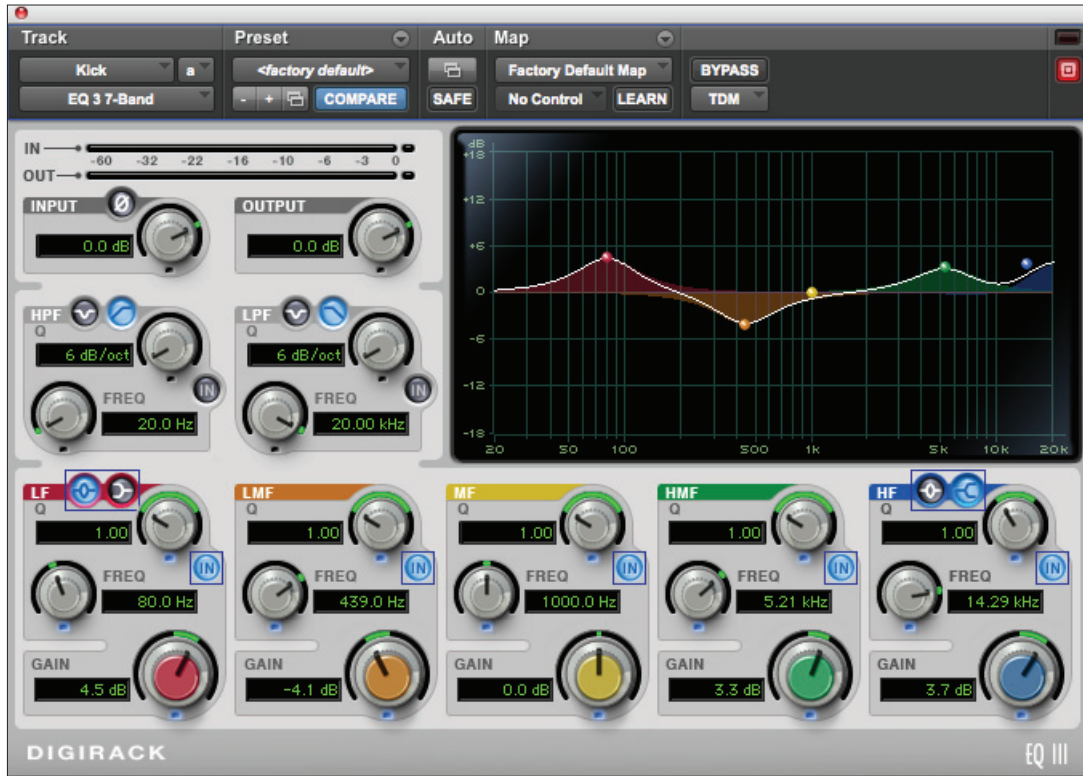 Track Preset Auto Map
Kick a <factory default> Factory Default Map BYPASS
EQ 3 7-Band - + COMPARE SAFE No Control LEARN TDM
IN
-60 -32 -22 -16 -10 -6 -3 0
OUT
INPUT Ø OUTPUT
0.0 dB 0.0 dB
HPF LPF
Q Q
6 dB/oct 6 dB/oct
IN IN
FREQ FREQ
20.0 Hz 20.00 kHz
dB
+18
+12
+6
0
-6
-12
-18
20 50 100 500 1k 5k 10k 20k
LF LMF MF HMF HF
Q Q Q Q Q
1.00 1.00 1.00 1.00 1.00
IN IN IN IN IN
FREQ FREQ FREQ FREQ FREQ
80.0 Hz 439.0 Hz 1000.0 Hz 5.21 kHz 14.29 kHz
GAIN GAIN GAIN GAIN GAIN
4.5 dB -4.1 dB 0.0 dB 3.3 dB 3.7 dB
DIGIRACK EQ III